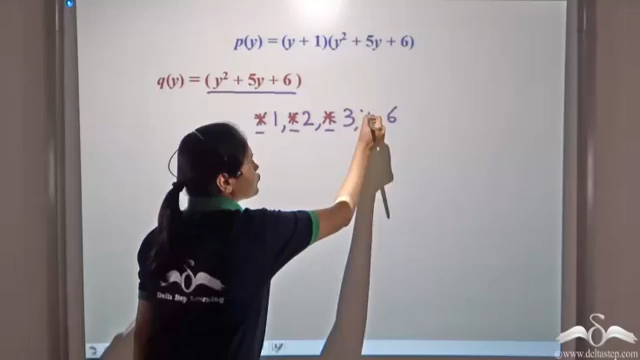 p(y) = (y + 1)(y² + 5y + 6)
q(y) = ( y² + 5y + 6 )
* 1, * 2, * 3, 6
Delta Step Learning
©www.deltastep.com